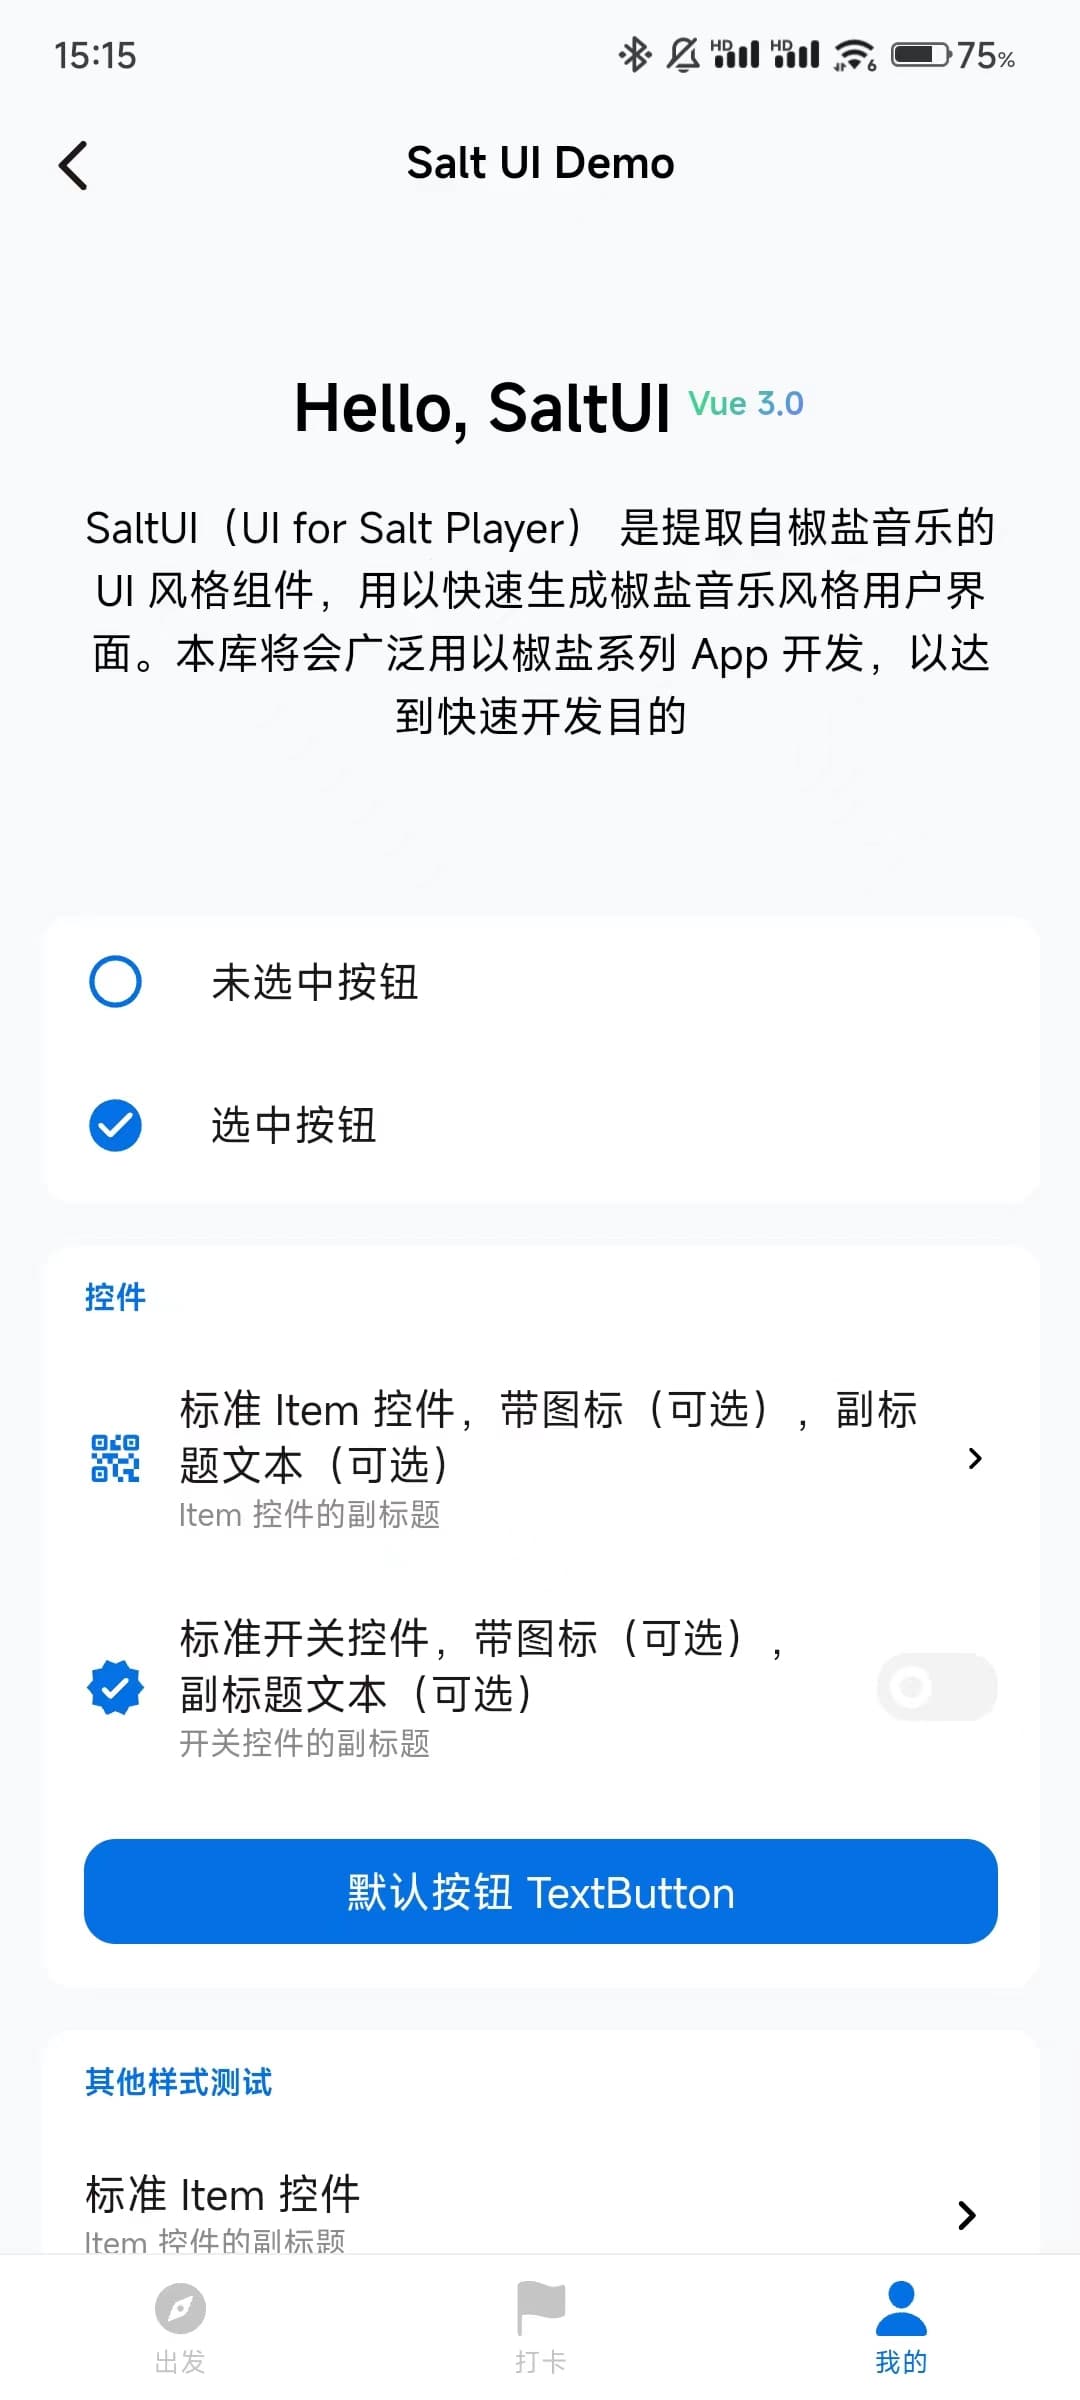 15:15
HD HD 6 75%
Salt UI Demo
Hello, SaltUI Vue 3.0
SaltUI（UI for Salt Player） 是提取自椒盐音乐的
UI 风格组件，用以快速生成椒盐音乐风格用户界
面。本库将会广泛用以椒盐系列 App 开发，以达
到快速开发目的
未选中按钮
选中按钮
控件
标准 Item 控件，带图标（可选），副标
题文本（可选）
Item 控件的副标题
标准开关控件，带图标（可选），
副标题文本（可选）
开关控件的副标题
默认按钮 TextButton
其他样式测试
标准 Item 控件
Item 控件的副标题
出发 打卡 我的